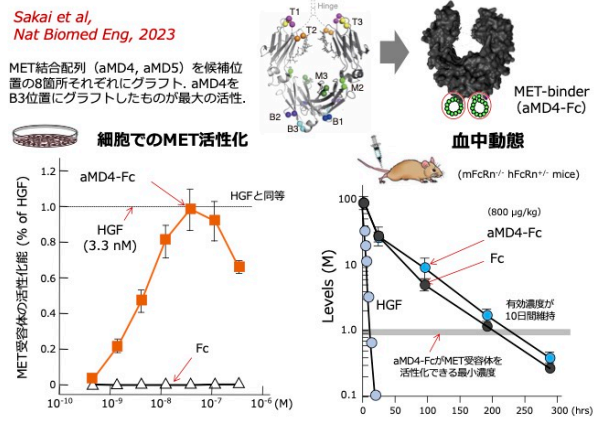 Sakai et al,
Nat Biomed Eng, 2023
MET結合配列（aMD4, aMD5）を候補位
置の8箇所それぞれにグラフト. aMD4を
B3位置にグラフトしたものが最大の活性.
Hinge
T1
T3
T2
M3
M2
B2
B3
B1
MET-binder
(aMD4-Fc)
細胞でのMET活性化
MET受容体の活性化能 (% of HGF)
1.2
1.0
0.8
0.6
0.4
0.2
0
aMD4-Fc
HGFと同等
HGF
(3.3 nM)
Fc
10-10
10-9
10-8
10-7
10-6 (M)
血中動態
(mFcRn-/- hFcRn+/- mice)
Levels (M)
100
10
1.0
0.1
(800 µg/kg)
aMD4-Fc
Fc
HGF
有効濃度が
10日間維持
aMD4-FcがMET受容体を
活性化できる最小濃度
0
50
100
150
200
250
300 (hrs)